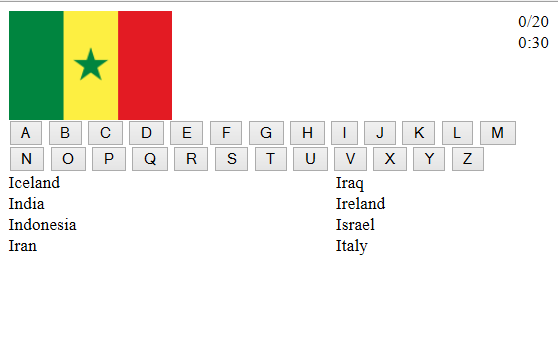 0/20
0:30
A B C D E F G H I J K L M
N O P Q R S T U V X Y Z
Iceland Iraq
India Ireland
Indonesia Israel
Iran Italy